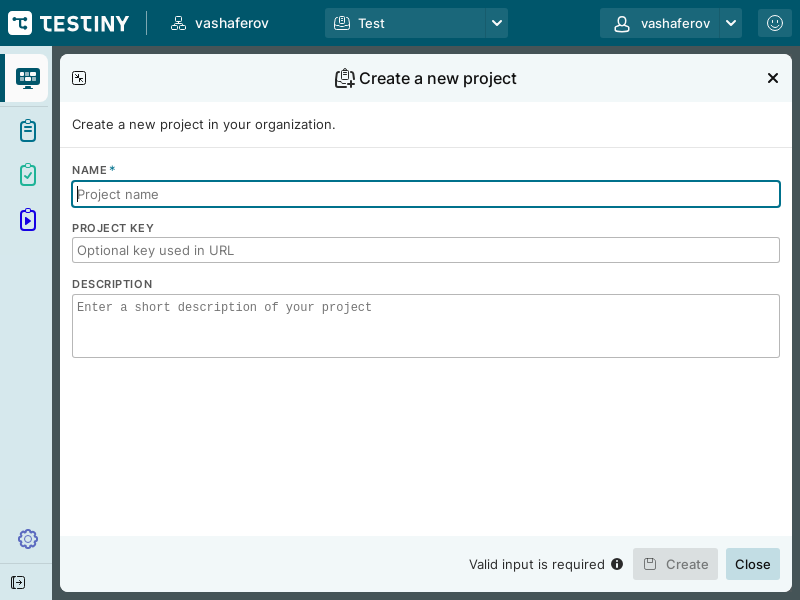 TESTINY
vashaferov
Test
vashaferov
Create a new project
Create a new project in your organization.
NAME *
Project name
PROJECT KEY
Optional key used in URL
DESCRIPTION
Enter a short description of your project
Valid input is required
Create
Close